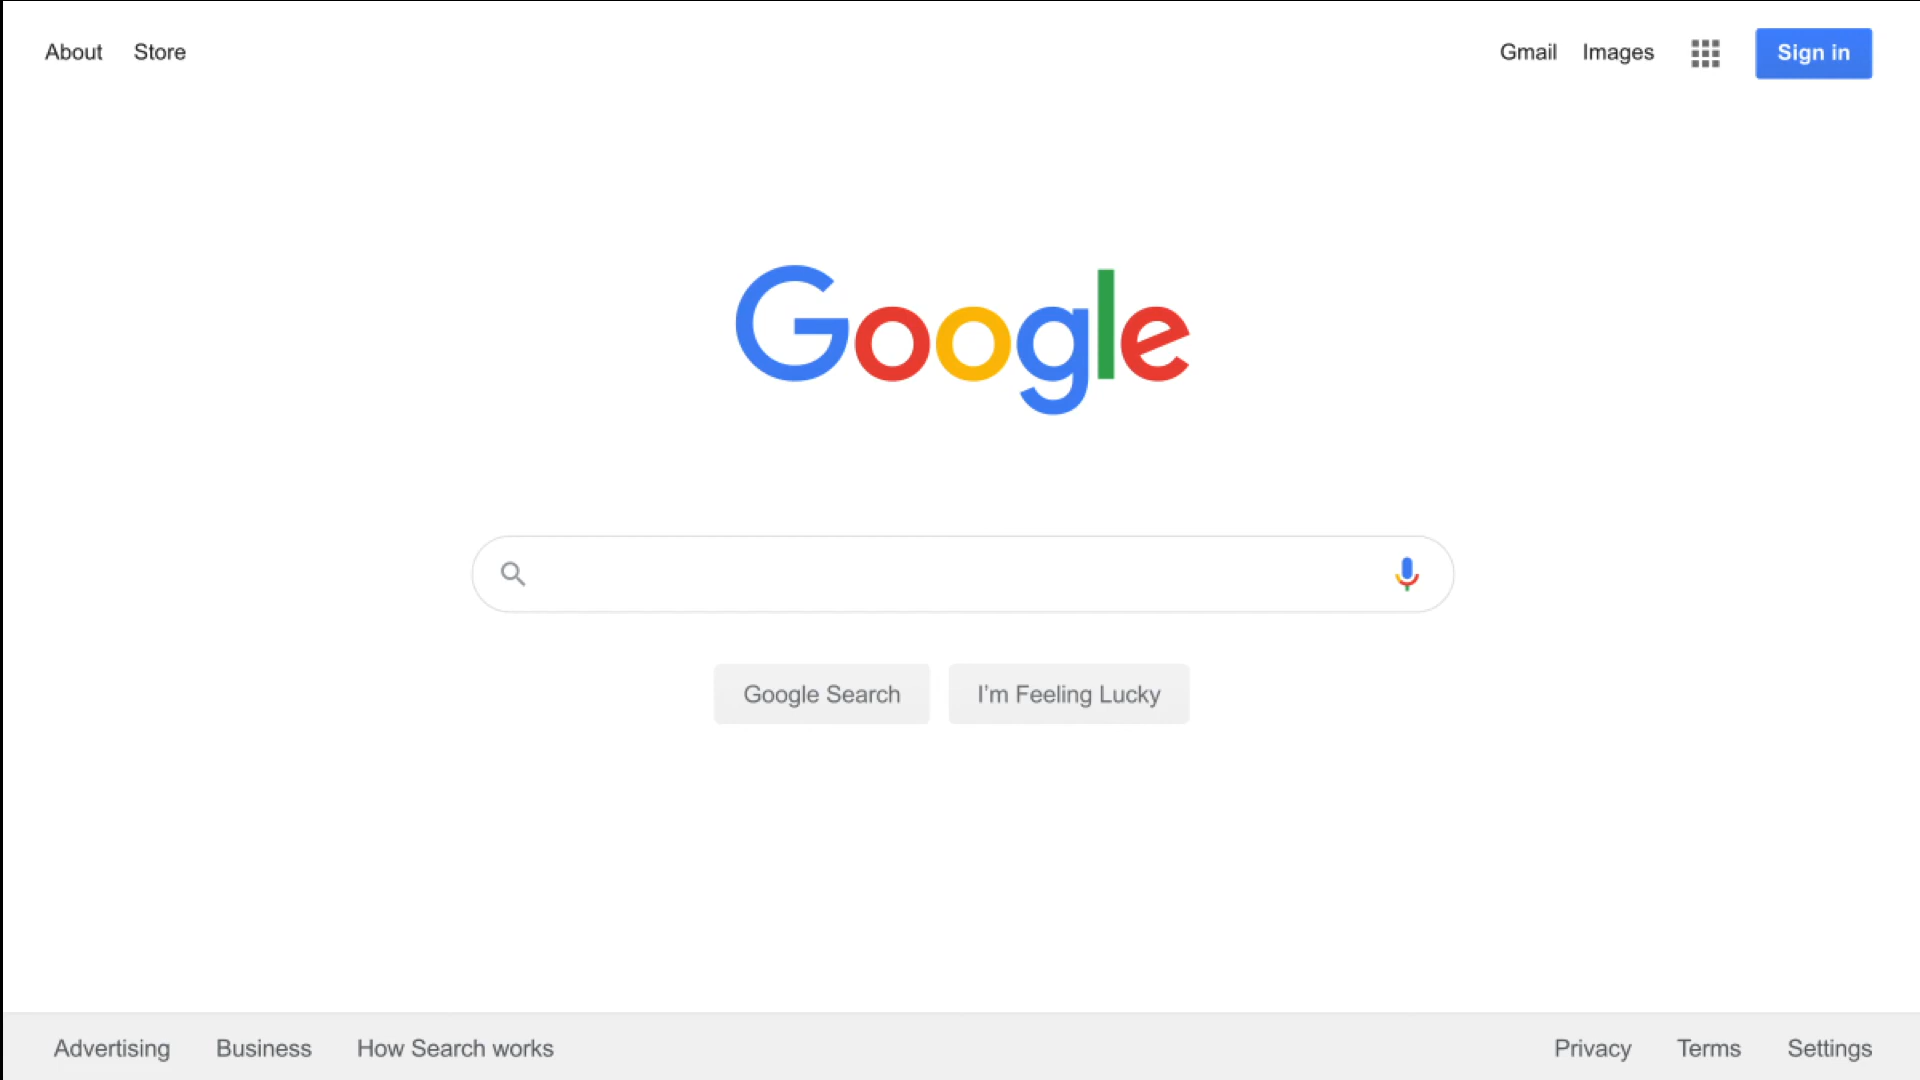 About Store Gmail Images Sign in
Google
Google Search I'm Feeling Lucky
Advertising Business How Search works Privacy Terms Settings